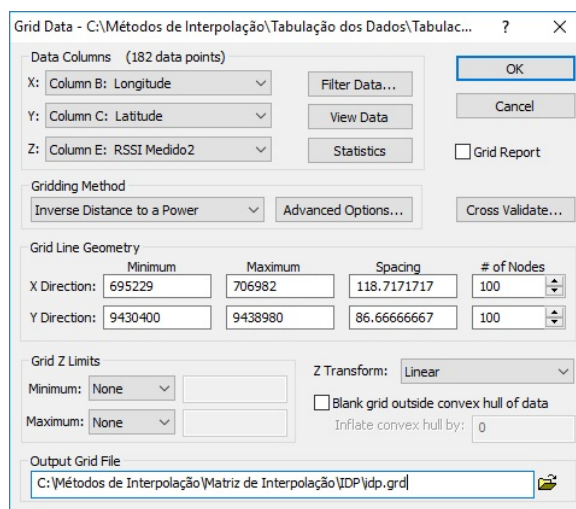 Grid Data - C:\Métodos de Interpolação\Tabulação dos Dados\Tabulac... ? X
Data Columns (182 data points)
X: Column B: Longitude Filter Data...
Y: Column C: Latitude View Data
Z: Column E: RSSI Medido2 Statistics
OK
Cancel
Grid Report
Gridding Method
Inverse Distance to a Power Advanced Options... Cross Validate...
Grid Line Geometry
Minimum Maximum Spacing # of Nodes
X Direction: 695229 706982 118.7171717 100
Y Direction: 9430400 9438980 86.66666667 100
Grid Z Limits
Minimum: None
Maximum: None
Z Transform: Linear
Blank grid outside convex hull of data
Inflate convex hull by: 0
Output Grid File
C:\Métodos de Interpolação\Matriz de Interpolação\IDP\idp.grd